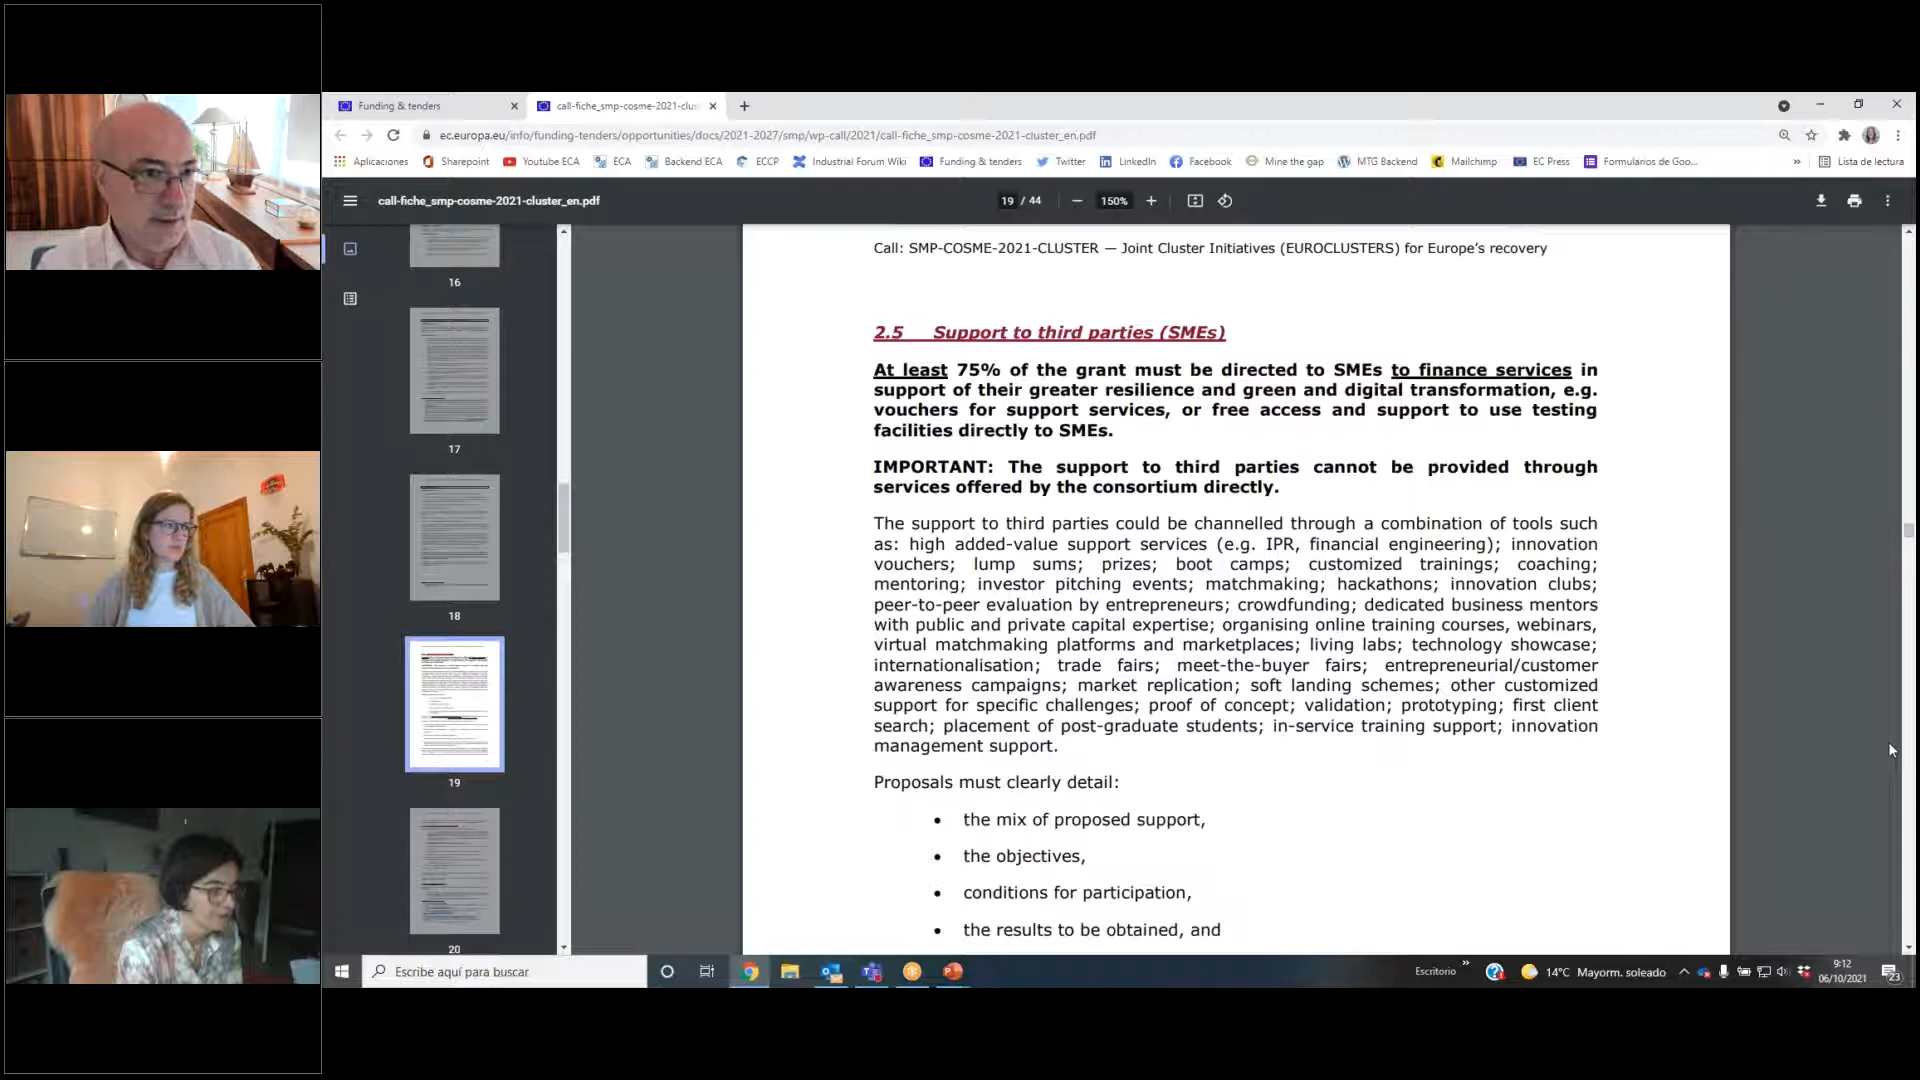 Funding & tenders
call-fiche_smp-cosme-2021-clus
ec.europa.eu/info/funding-tenders/opportunities/docs/2021-2027/smp/wp-call/2021/call-fiche_smp-cosme-2021-cluster_en.pdf
Aplicaciones Sharepoint Youtube ECA ECA Backend ECA ECCP Industrial Forum Wiki Funding & tenders Twitter LinkedIn Facebook Mine the gap MTG Backend Mailchimp EC Press Formularios de Goo... » Lista de lectura
call-fiche_smp-cosme-2021-cluster_en.pdf
19 / 44
150%
16
17
18
19
20
Call: SMP-COSME-2021-CLUSTER — Joint Cluster Initiatives (EUROCLUSTERS) for Europe's recovery
2.5 Support to third parties (SMEs)
At least 75% of the grant must be directed to SMEs to finance services in
support of their greater resilience and green and digital transformation, e.g.
vouchers for support services, or free access and support to use testing
facilities directly to SMEs.
IMPORTANT: The support to third parties cannot be provided through
services offered by the consortium directly.
The support to third parties could be channelled through a combination of tools such
as: high added-value support services (e.g. IPR, financial engineering); innovation
vouchers; lump sums; prizes; boot camps; customized trainings; coaching;
mentoring; investor pitching events; matchmaking; hackathons; innovation clubs;
peer-to-peer evaluation by entrepreneurs; crowdfunding; dedicated business mentors
with public and private capital expertise; organising online training courses, webinars,
virtual matchmaking platforms and marketplaces; living labs; technology showcase;
internationalisation; trade fairs; meet-the-buyer fairs; entrepreneurial/customer
awareness campaigns; market replication; soft landing schemes; other customized
support for specific challenges; proof of concept; validation; prototyping; first client
search; placement of post-graduate students; in-service training support; innovation
management support.
Proposals must clearly detail:
• the mix of proposed support,
• the objectives,
• conditions for participation,
• the results to be obtained, and
Escribe aquí para buscar
Escritorio »
14°C Mayorm. soleado
9:12
06/10/2021
23